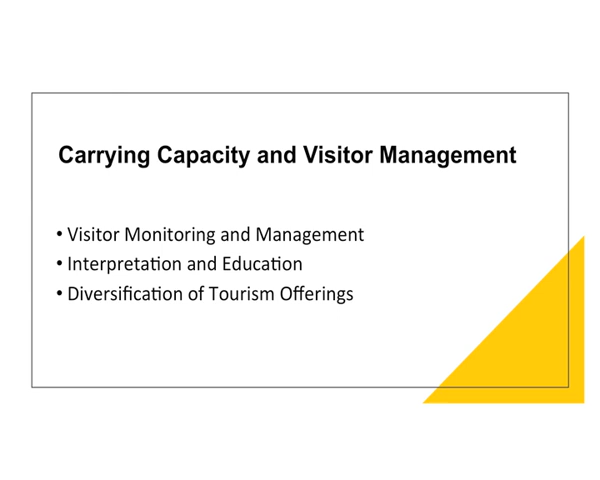 Carrying Capacity and Visitor Management
• Visitor Monitoring and Management
• Interpretation and Education
• Diversification of Tourism Offerings